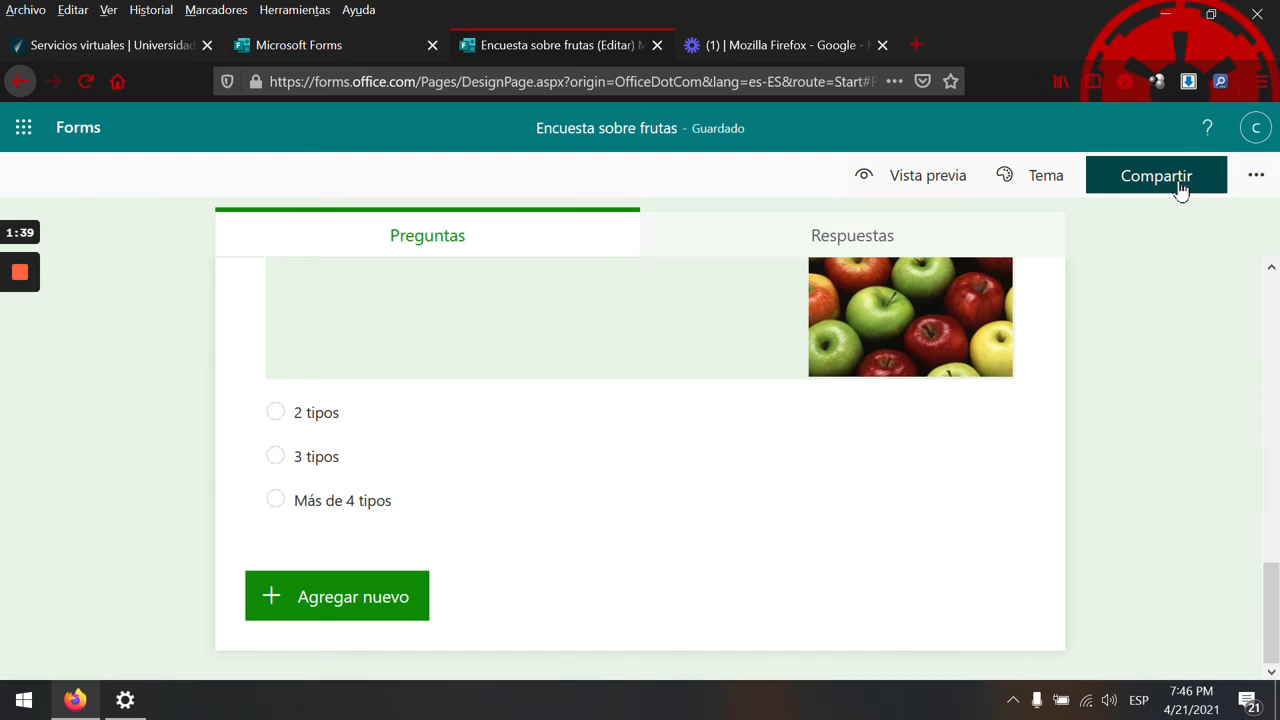 Archivo Editar Ver Historial Marcadores Herramientas Ayuda
Servicios virtuales | Universidad
Microsoft Forms
Encuesta sobre frutas (Editar) M
(1) | Mozilla Firefox - Google -
https://forms.office.com/Pages/DesignPage.aspx?origin=OfficeDotCom&lang=es-ES&route=Start#F
Forms
Encuesta sobre frutas - Guardado
?
C
Vista previa
Tema
Compartir
1:39
Preguntas
Respuestas
2 tipos
3 tipos
Más de 4 tipos
+ Agregar nuevo
ESP
7:46 PM
4/21/2021
21